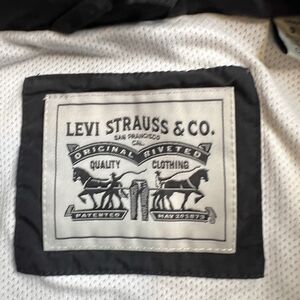 LEVI STRAUSS & CO.
SAN FRANCISCO
CAL.
ORIGINAL RIVETED
QUALITY CLOTHING
PATENTED MAY 20 1873